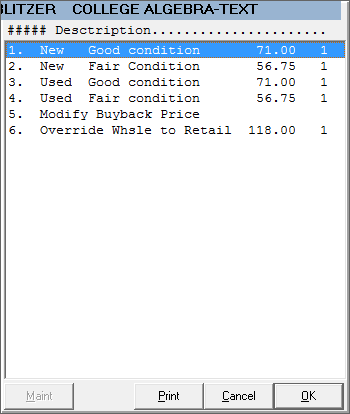 BLITZER COLLEGE ALGEBRA-TEXT
##### Desctription......................
1. New Good condition 71.00 1
2. New Fair Condition 56.75 1
3. Used Good condition 71.00 1
4. Used Fair condition 56.75 1
5. Modify Buyback Price
6. Override Whsle to Retail 118.00 1
Maint Print Cancel OK